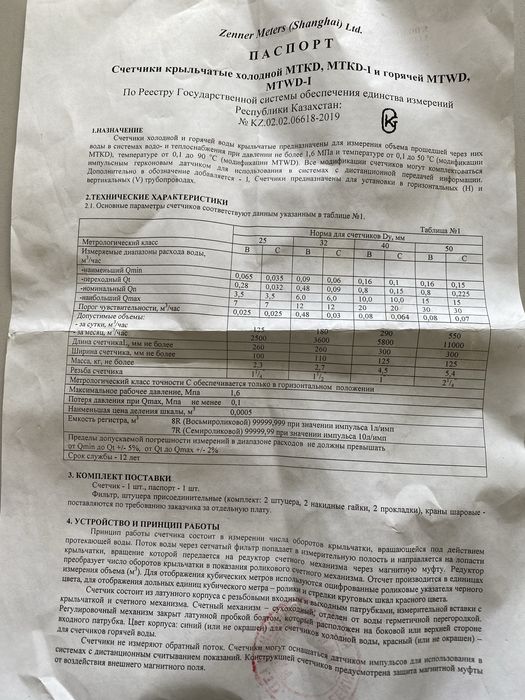 Zenner Meters (Shanghai) Ltd.
ПАСПОРТ
Счетчики крыльчатые холодной MTKD, MTKD-I и горячей MTWD,
MTWD-I
По Реестру Государственной системы обеспечения единства измерений
Республики Казахстан:
№ KZ.02.02.06618-2019
1.НАЗНАЧЕНИЕ
Счетчики холодной и горячей воды крыльчатые предназначены для измерения объема прошедшей через них
воды в системах водо- и теплоснабжения при давлении не более 1,6 МПа и температуре от 0,1 до 50 °C (модификации
MTKD), температуре от 0,1 до 90 °C (модификации MTWD). Все модификации счетчиков могут комплектоваться
импульсным герконовым датчиком для использования в системах с дистанционной передачей информации.
Дополнительно в обозначение добавляется - I. Счетчики предназначены для установки в горизонтальных (H) и
вертикальных (V) трубопроводах.
2.ТЕХНИЧЕСКИЕ ХАРАКТЕРИСТИКИ
2.1. Основные параметры счетчиков соответствуют данным указанным в таблице №1.
Таблица №1
Норма для счетчиков Dy, мм
25 32 40 50
Метрологический класс B C B C B C B C
Измеряемые диапазоны расхода воды,
м³/час
-наименьший Qmin 0,065 0,035 0,09 0,06 0,16 0,1 0,16 0,15
-переходный Qt 0,28 0,032 0,48 0,09 0,8 0,15 0,8 0,225
-номинальный Qn 3,5 3,5 6,0 6,0 10,0 10,0 15 15
-наибольший Qmax 7 7 12 12 20 20 30 30
Порог чувствительности, м³/час 0,025 0,025 0,48 0,03 0,08 0,064 0,08 0,07
Допустимые объемы:
- за сутки, м³/час 125 180 290 550
- за месяц, м³/час 2500 3600 5800 11000
Длина счетчика1, мм не более 260 260 300 300
Ширина счетчика, мм не более 100 110 125 125
Масса, кг, не более 2,3 2,7 4,5 5,4
Резьба счетчика
Метрологический класс точности С обеспечивается только в горизонтальном положении
Максимальное рабочее давление, Мпа 1,6
Потеря давления при Qmax, Мпа не менее 0,1
Наименьшая цена деления шкалы, м³ 0,0005
Емкость регистра, м³ 8R (Восьмироликовой) 99999,999 при значении импульса 1л/имп
7R (Семироликовой) 99999,99 при значении импульса 10л/имп
Пределы допускаемой погрешности измерений в диапазоне расходов не должны превышать
от Qmin до Qt +/- 5%, от Qt до Qmax +/- 2%
Срок службы - 12 лет
3. КОМПЛЕКТ ПОСТАВКИ
Счетчик - 1 шт., паспорт - 1 шт.
Фильтр, штуцера присоединительные (комплект: 2 штуцера, 2 накидные гайки, 2 прокладки), краны шаровые -
поставляются по требованию заказчика за отдельную плату.
4. УСТРОЙСТВО И ПРИНЦИП РАБОТЫ
Принцип работы счетчика состоит в измерении числа оборотов крыльчатки, вращающейся под действием
протекающей воды. Поток воды через сетчатый фильтр попадает в измерительную полость и направляется на лопасти
крыльчатки, вращение которой передается на редуктор счетного механизма через магнитную муфту. Редуктор
преобразует число оборотов крыльчатки в показания роликового счетного механизма. Отсчет производится в единицах
измерения объема (м³). Для отображения кубических метров используются оцифрованные роликовые указатели черного
цвета, для отображения дольных единиц кубического метра – ролики и стрелки круговых шкал красного цвета.
Счетчик состоит из латунного корпуса с резьбовыми входным и выходным патрубками, измерительной вставки с
крыльчаткой и счетного механизма. Счетный механизм – суходный, отделен от воды герметичной перегородкой.
Регулировочный механизм закрыт латунной пробкой болтом, который расположен на боковой или верхней стороне
входного патрубка. Цвет корпуса: синий (или не окрашен) для счетчиков холодной воды, красный (или не окрашен) –
для счетчиков горячей воды.
Счетчики не измеряют обратный поток. Счетчики могут оснащаться датчиком импульсов для использования в
системах с дистанционным считыванием показаний. Конструкцией счетчиков предусмотрена защита магнитной муфты
от воздействия внешнего магнитного поля.